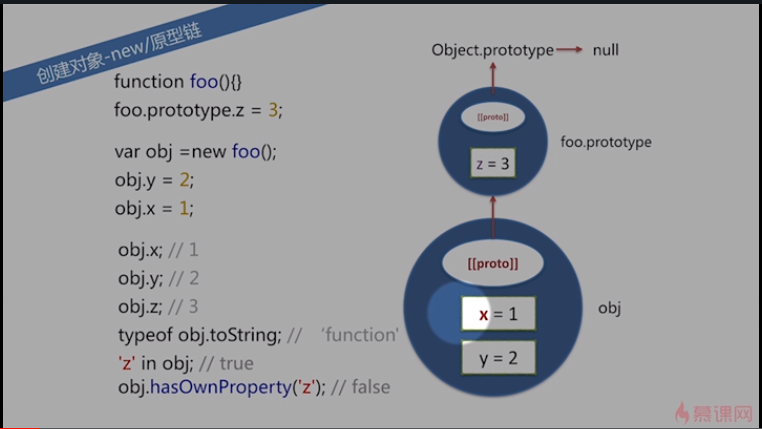 创建对象-new/原型链
function foo(){}
foo.prototype.z = 3;
var obj =new foo();
obj.y = 2;
obj.x = 1;
obj.x; // 1
obj.y; // 2
obj.z; // 3
typeof obj.toString; // 'function'
'z' in obj; // true
obj.hasOwnProperty('z'); // false
Object.prototype
null
[[proto]]
z = 3
foo.prototype
[[proto]]
x = 1
y = 2
obj
慕课网